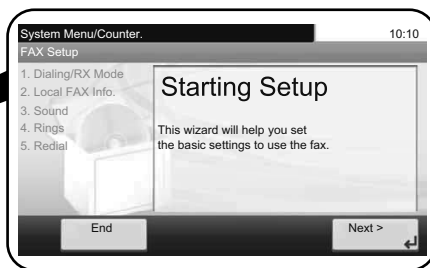 System Menu/Counter. 10:10
FAX Setup
1. Dialing/RX Mode
2. Local FAX Info.
3. Sound
4. Rings
5. Redial
Starting Setup
This wizard will help you set
the basic settings to use the fax.
End
Next >